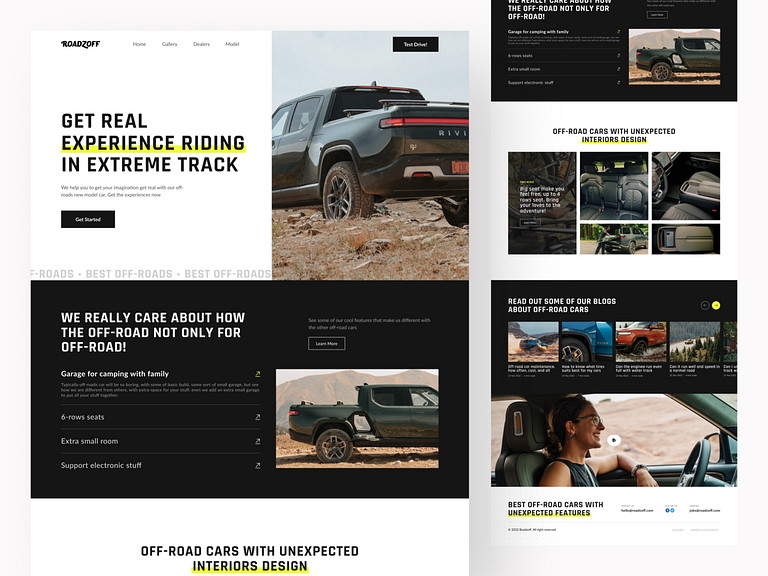 ROADZOFF
Home
Gallery
Dealers
Model
Test Drive!
GET REAL
EXPERIENCE RIDING
IN EXTREME TRACK
We help you to get your imagination get real with our off-
roads new model car, Get the experiences now
Get Started
RIVI
F-ROADS • BEST OFF-ROADS • BEST OFF-ROADS
WE REALLY CARE ABOUT HOW
THE OFF-ROAD NOT ONLY FOR
OFF-ROAD!
See some of our cool features that make us different with
the other off-road cars
Learn More
Garage for camping with family
Typically off-roads car will be so boring, with some of basic build, some sort of small garage, but see
how we are different from others, with extra-space for your stuff, even we add an extra small garage
to put all your stuff together.
6-rows seats
Extra small room
Support electronic stuff
OFF-ROAD CARS WITH UNEXPECTED
INTERIORS DESIGN
THE OFF-ROAD NOT ONLY FOR
OFF-ROAD!
Learn More
Garage for camping with family
6-rows seats
Extra small room
Support electronic stuff
OFF-ROAD CARS WITH UNEXPECTED
INTERIORS DESIGN
Big seat make you
feel free, up to 4
rows seat. Bring
your loves to the
adventure!
READ OUT SOME OF OUR BLOGS
ABOUT OFF-ROAD CARS
Off-road car maintenance,
how often, cost, and all
How to know what tires
suits best for my cars
Can the engine run even
full with water track
Can it run well and speed in
a normal road
BEST OFF-ROAD CARS WITH
UNEXPECTED FEATURES
hello@roadzoff.com
jobs@roadzoff.com
© 2022 Roadzoff. All right reserved